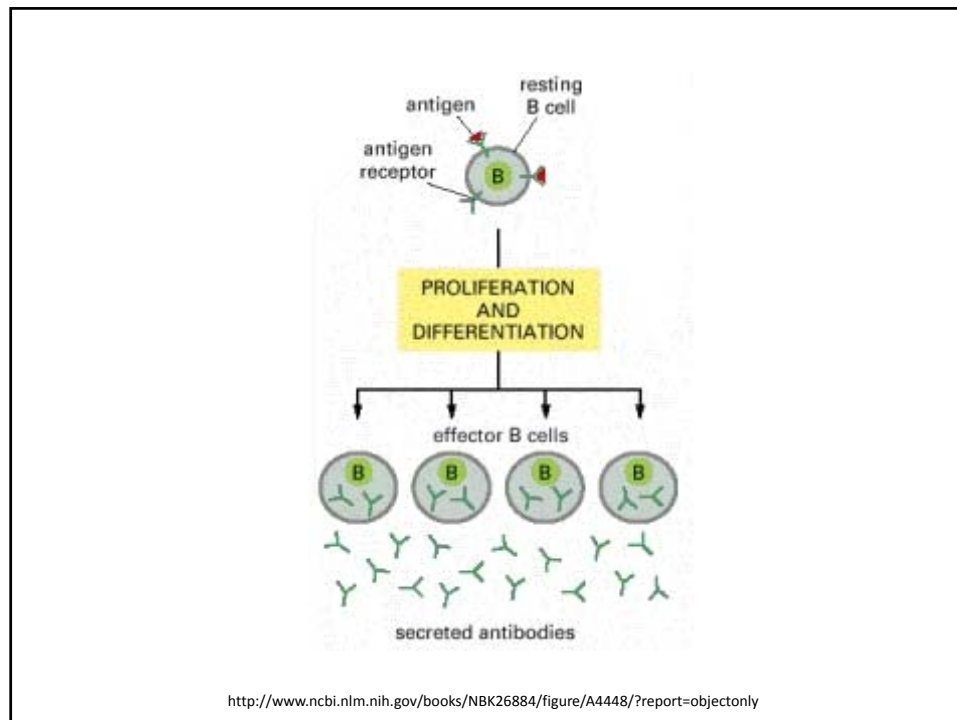 resting
B cell
antigen
antigen
receptor
B
PROLIFERATION
AND
DIFFERENTIATION
effector B cells
B B B B
secreted antibodies
http://www.ncbi.nlm.nih.gov/books/NBK26884/figure/A4448/?report=objectonly